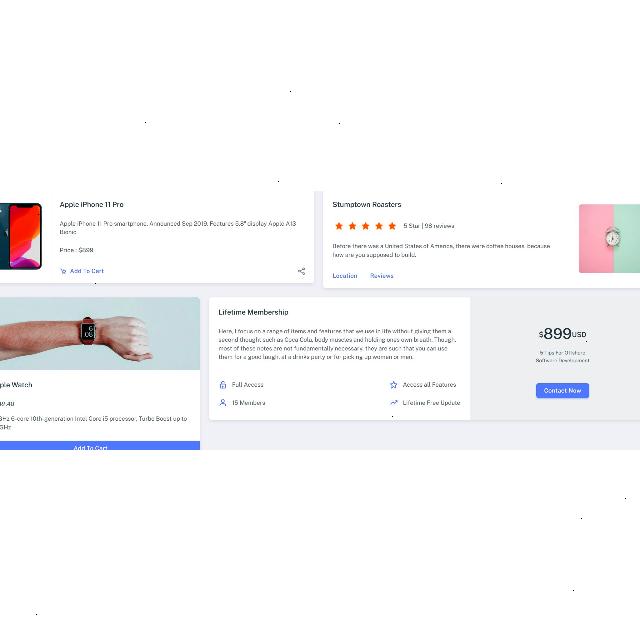 Apple iPhone 11 Pro
Apple iPhone 11 Pro smartphone. Announced Sep 2019. Features 5.8″ display Apple A13
Bionic
Price : $899
Add To Cart
Stumptown Roasters
5 Star | 98 reviews
Before there was a United States of America, there were coffee houses, because
how are you supposed to build.
Location Reviews
ple Watch
GHz 6-core 10th-generation Intel Core i5 processor, Turbo Boost up to
GHz
Add To Cart
Lifetime Membership
Here, I focus on a range of items and features that we use in life without giving them a
second thought such as Coca Cola, body muscles and holding ones own breath. Though,
most of these notes are not fundamentally necessary, they are such that you can use
them for a good laugh, at a drinks party or for picking up women or men.
Full Access
Access all Features
15 Members
Lifetime Free Update
$899USD
5 Tips For Offshore
Software Development
Contact Now